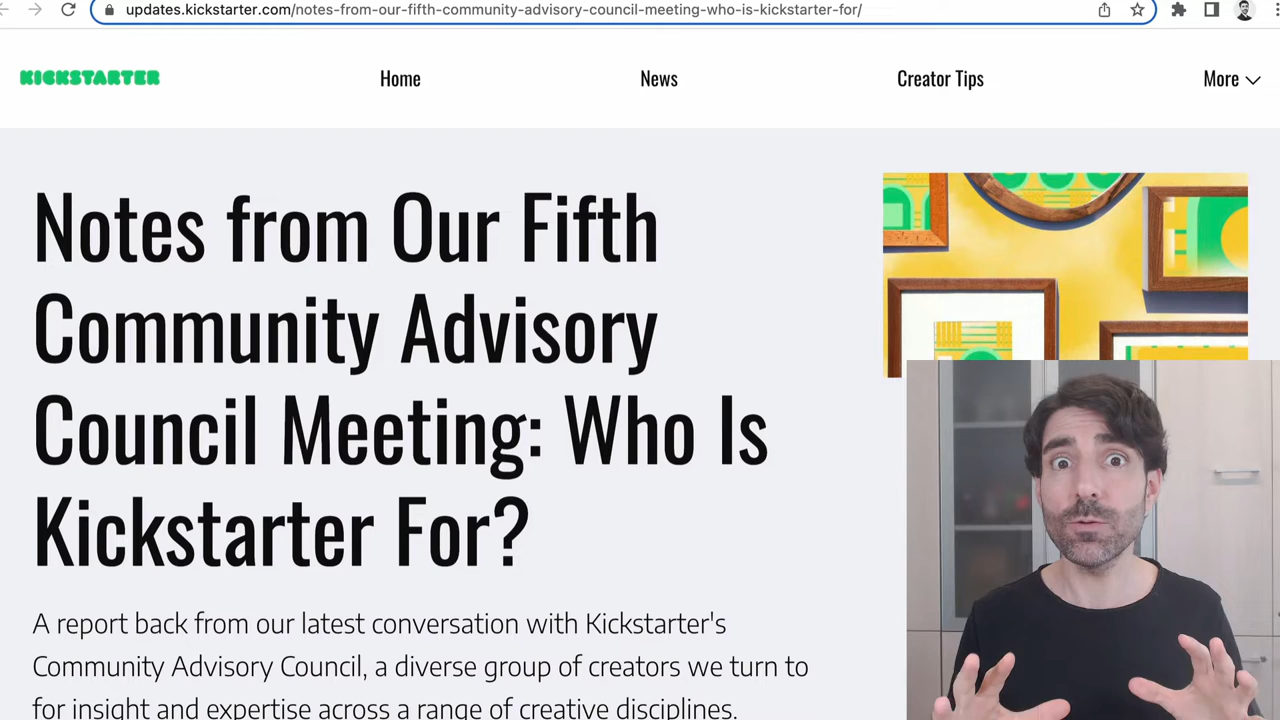 updates.kickstarter.com/notes-from-our-fifth-community-advisory-council-meeting-who-is-kickstarter-for/
KICKSTARTER
Home
News
Creator Tips
More
Notes from Our Fifth
Community Advisory
Council Meeting: Who Is
Kickstarter For?
A report back from our latest conversation with Kickstarter's
Community Advisory Council, a diverse group of creators we turn to
for insight and expertise across a range of creative disciplines.